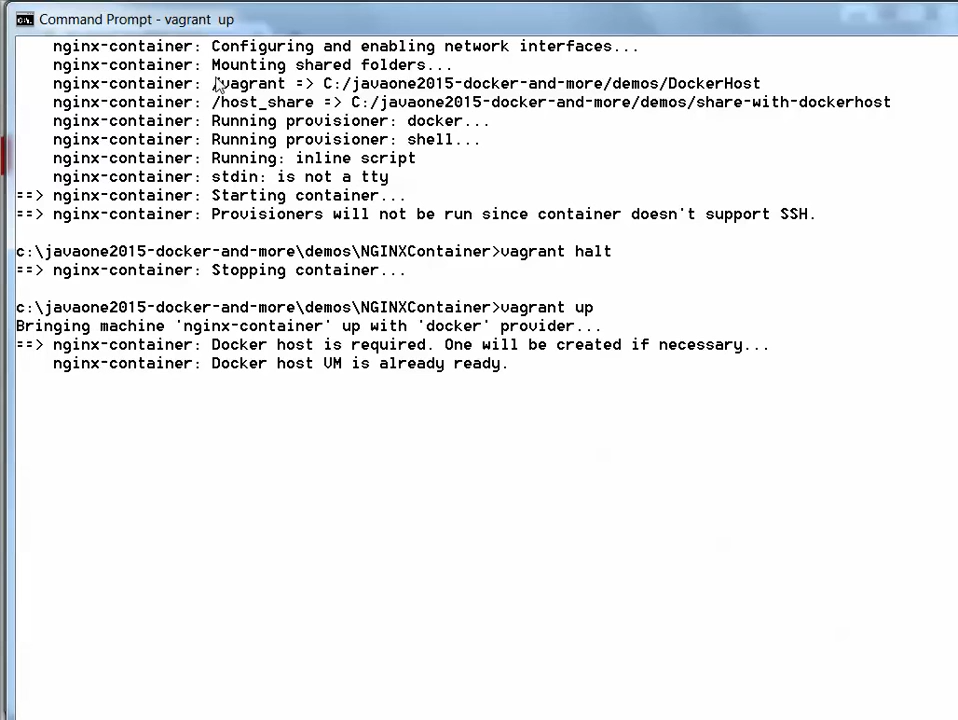 Command Prompt - vagrant  up
nginx-container: Configuring and enabling network interfaces...
nginx-container: Mounting shared folders...
nginx-container: /vagrant => C:/javaone2015-docker-and-more/demos/DockerHost
nginx-container: /host_share => C:/javaone2015-docker-and-more/demos/share-with-dockerhost
nginx-container: Running provisioner: docker...
nginx-container: Running provisioner: shell...
nginx-container: Running: inline script
nginx-container: stdin: is not a tty
==> nginx-container: Starting container...
==> nginx-container: Provisioners will not be run since container doesn't support SSH.
c:\javaone2015-docker-and-more\demos\NGINXContainer>vagrant halt
==> nginx-container: Stopping container...
c:\javaone2015-docker-and-more\demos\NGINXContainer>vagrant up
Bringing machine 'nginx-container' up with 'docker' provider...
==> nginx-container: Docker host is required. One will be created if necessary...
nginx-container: Docker host VM is already ready.